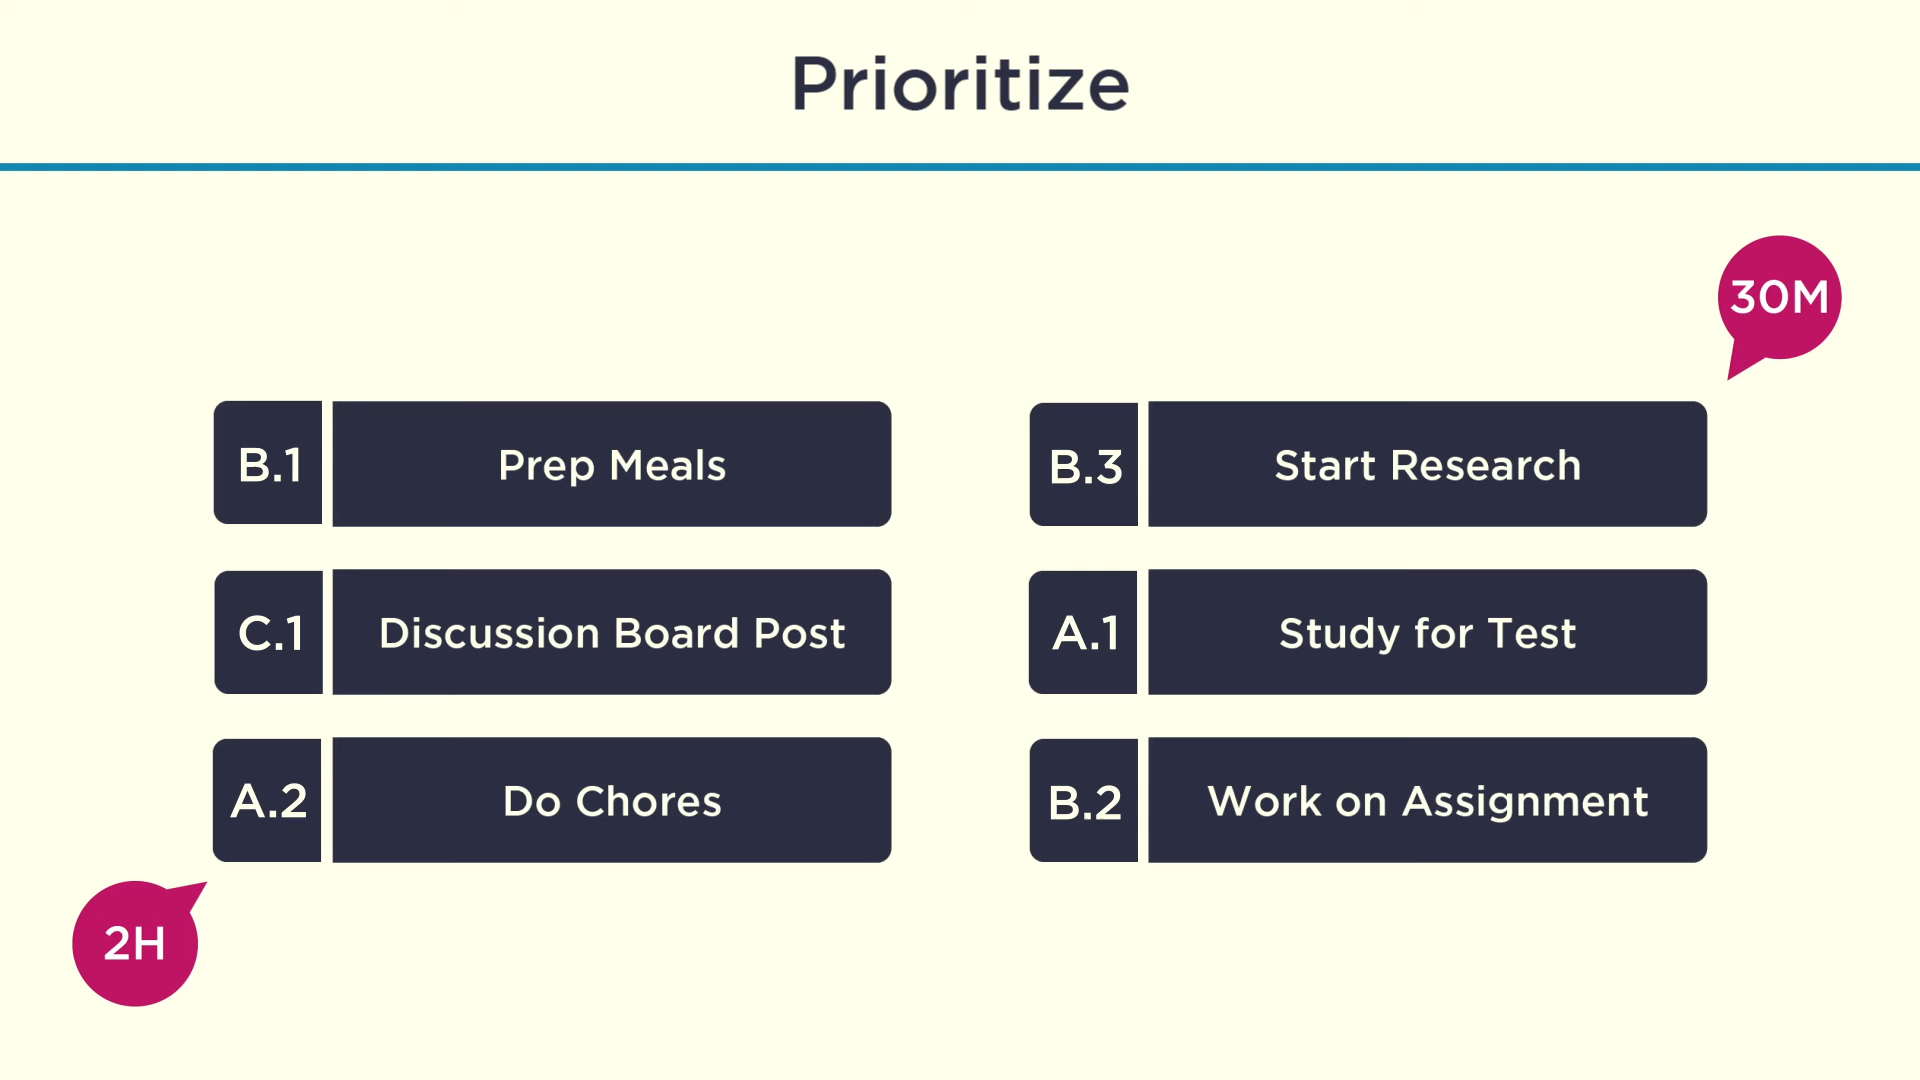 Prioritize
30M
B.1 Prep Meals
B.3 Start Research
C.1 Discussion Board Post
A.1 Study for Test
A.2 Do Chores
B.2 Work on Assignment
2H